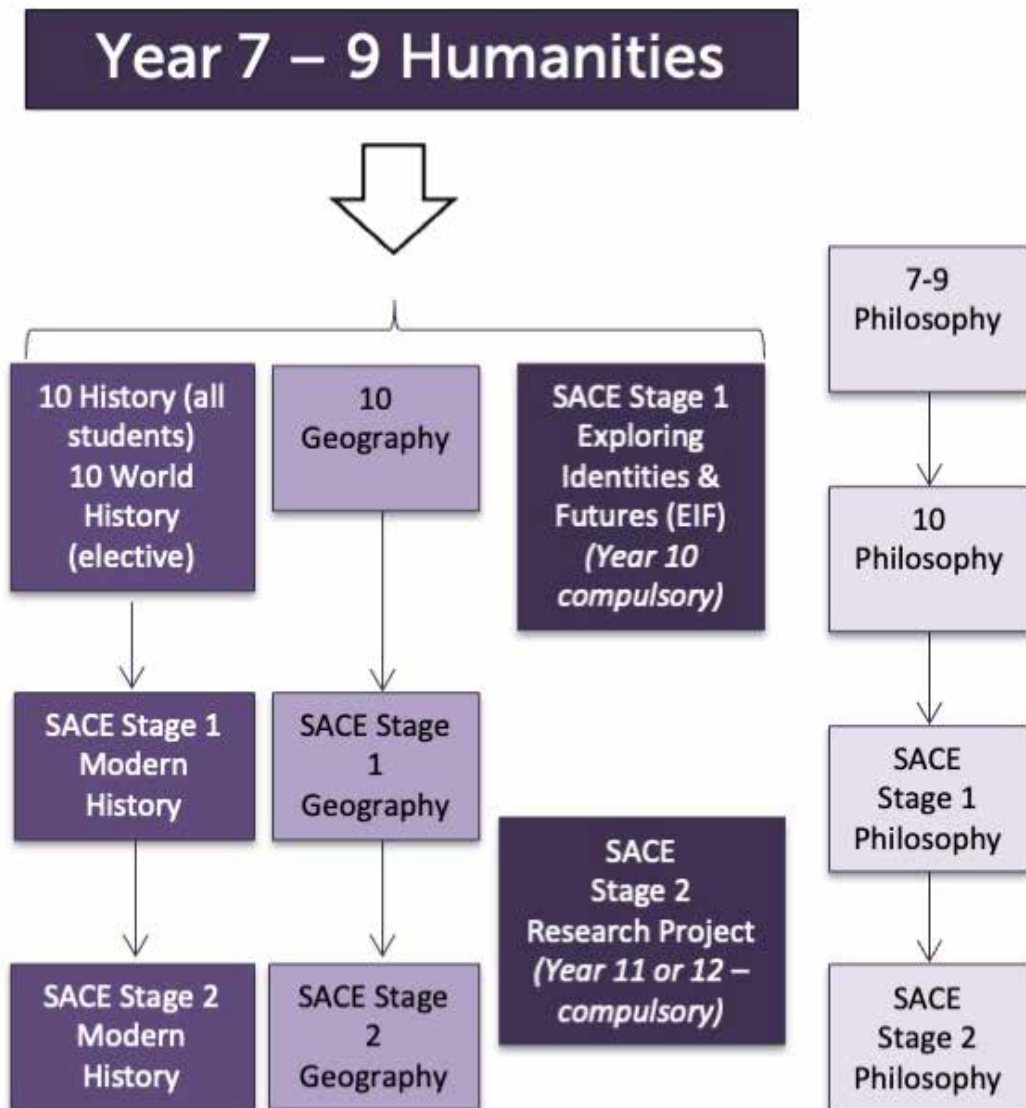 Year 7 – 9 Humanities
10 History (all
students)
10 World
History
(elective)
10
Geography
SACE Stage 1
Exploring
Identities &
Futures (EIF)
(Year 10
compulsory)
7-9
Philosophy
10
Philosophy
SACE Stage 1
Modern
History
SACE Stage
1
Geography
SACE
Stage 2
Research Project
(Year 11 or 12 –
compulsory)
SACE
Stage 1
Philosophy
SACE Stage 2
Modern
History
SACE Stage
2
Geography
SACE
Stage 2
Philosophy